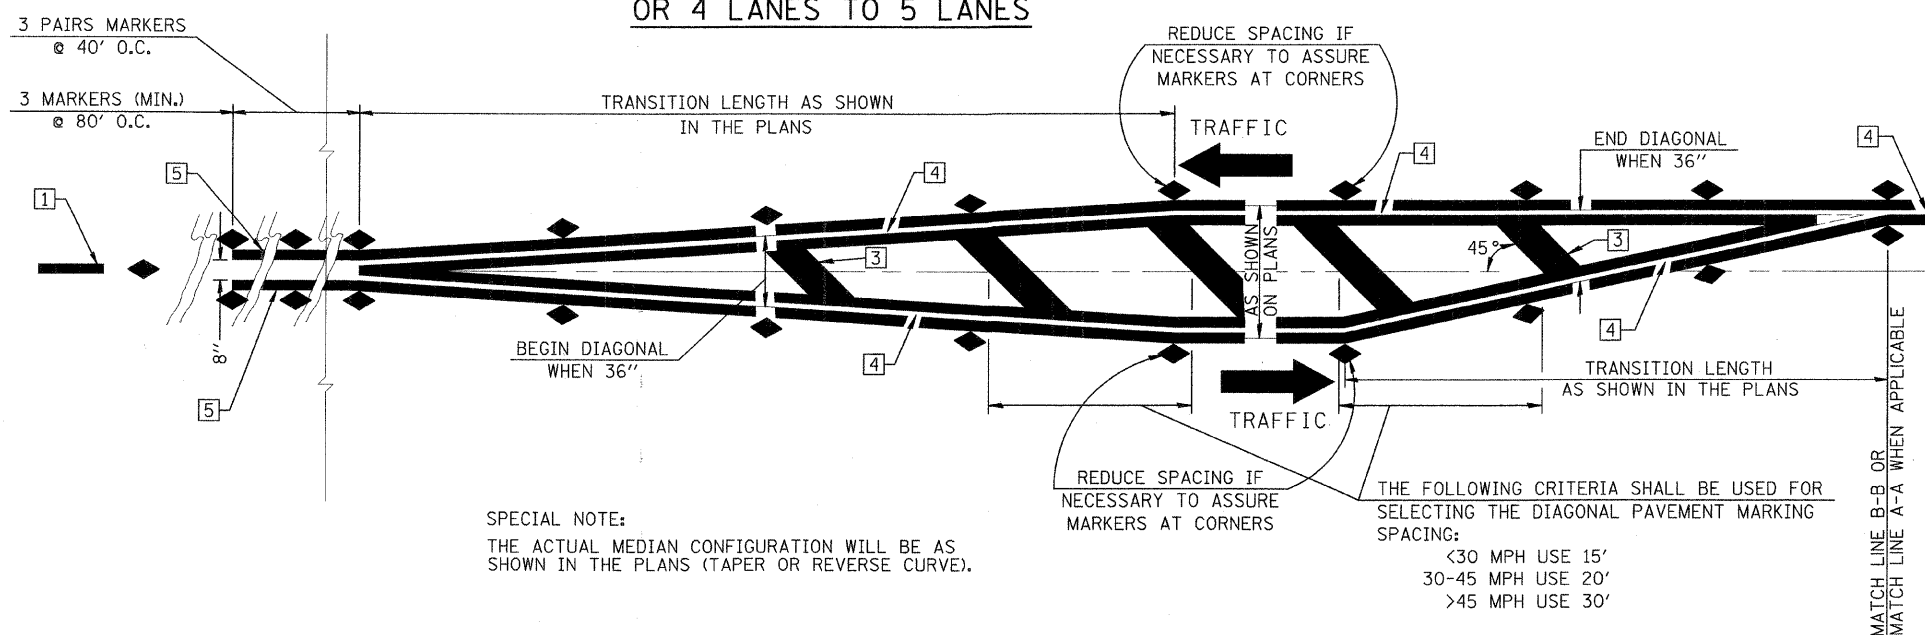 OR 4 LANES TO 5 LANES
3 PAIRS MARKERS
@ 40' O.C.
3 MARKERS (MIN.)
@ 80' O.C.
TRANSITION LENGTH AS SHOWN
IN THE PLANS
REDUCE SPACING IF
NECESSARY TO ASSURE
MARKERS AT CORNERS
TRAFFIC
END DIAGONAL
WHEN 36"
1
5
4
4
4
3
AS SHOWN
ON PLANS
45°
3
4
4
8"
5
BEGIN DIAGONAL
WHEN 36"
4
TRAFFIC
TRANSITION LENGTH
AS SHOWN IN THE PLANS
REDUCE SPACING IF
NECESSARY TO ASSURE
MARKERS AT CORNERS
SPECIAL NOTE:
THE ACTUAL MEDIAN CONFIGURATION WILL BE AS
SHOWN IN THE PLANS (TAPER OR REVERSE CURVE).
THE FOLLOWING CRITERIA SHALL BE USED FOR
SELECTING THE DIAGONAL PAVEMENT MARKING
SPACING:
<30 MPH USE 15'
30-45 MPH USE 20'
>45 MPH USE 30'
MATCH LINE B-B OR
MATCH LINE A-A WHEN APPLICABLE